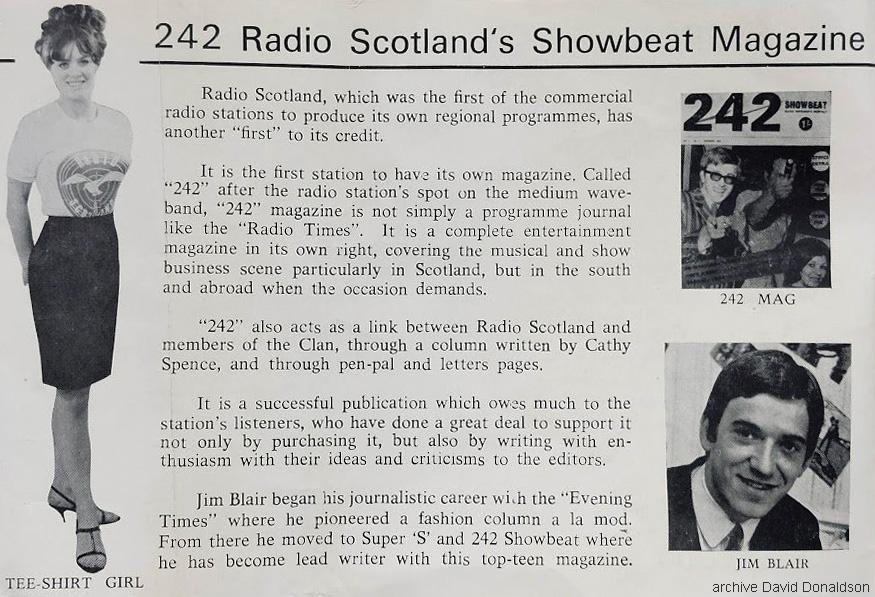 242 Radio Scotland's Showbeat Magazine
Radio Scotland, which was the first of the commercial
radio stations to produce its own regional programmes, has
another "first" to its credit.
It is the first station to have its own magazine. Called
"242" after the radio station's spot on the medium wave-
band, "242" magazine is not simply a programme journal
like the "Radio Times". It is a complete entertainment
magazine in its own right, covering the musical and show
business scene particularly in Scotland, but in the south
and abroad when the occasion demands.
"242" also acts as a link between Radio Scotland and
members of the Clan, through a column written by Cathy
Spence, and through pen-pal and letters pages.
It is a successful publication which owes much to the
station's listeners, who have done a great deal to support it
not only by purchasing it, but also by writing with en-
thusiasm with their ideas and criticisms to the editors.
Jim Blair began his journalistic career with the "Evening
Times" where he pioneered a fashion column a la mod.
From there he moved to Super 'S' and 242 Showbeat where
he has become lead writer with this top-teen magazine.
TEE-SHIRT GIRL
242 SHOWBEAT
1/-
242 MAG
JIM BLAIR
archive David Donaldson